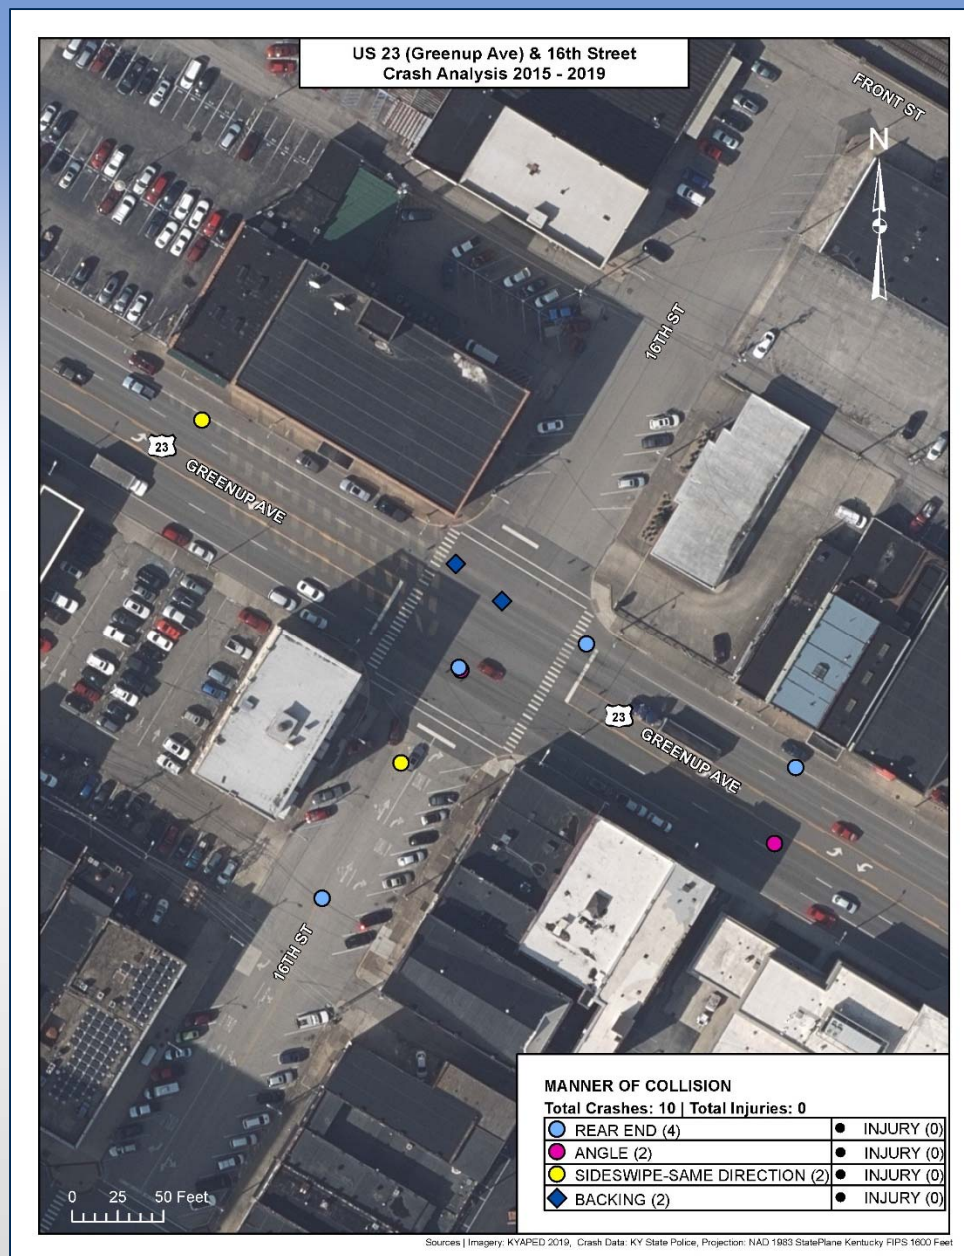 US 23 (Greenup Ave) & 16th Street
Crash Analysis 2015 - 2019
FRONT ST
N
16TH ST
23
GREENUP AVE
23
GREENUP AVE
16TH ST
MANNER OF COLLISION
Total Crashes: 10 | Total Injuries: 0
REAR END (4) INJURY (0)
ANGLE (2) INJURY (0)
SIDESWIPE-SAME DIRECTION (2) INJURY (0)
BACKING (2) INJURY (0)
0 25 50 Feet
Sources | Imagery: KYAPED 2019, Crash Data: KY State Police, Projection: NAD 1983 StatePlane Kentucky FIPS 1600 Feet